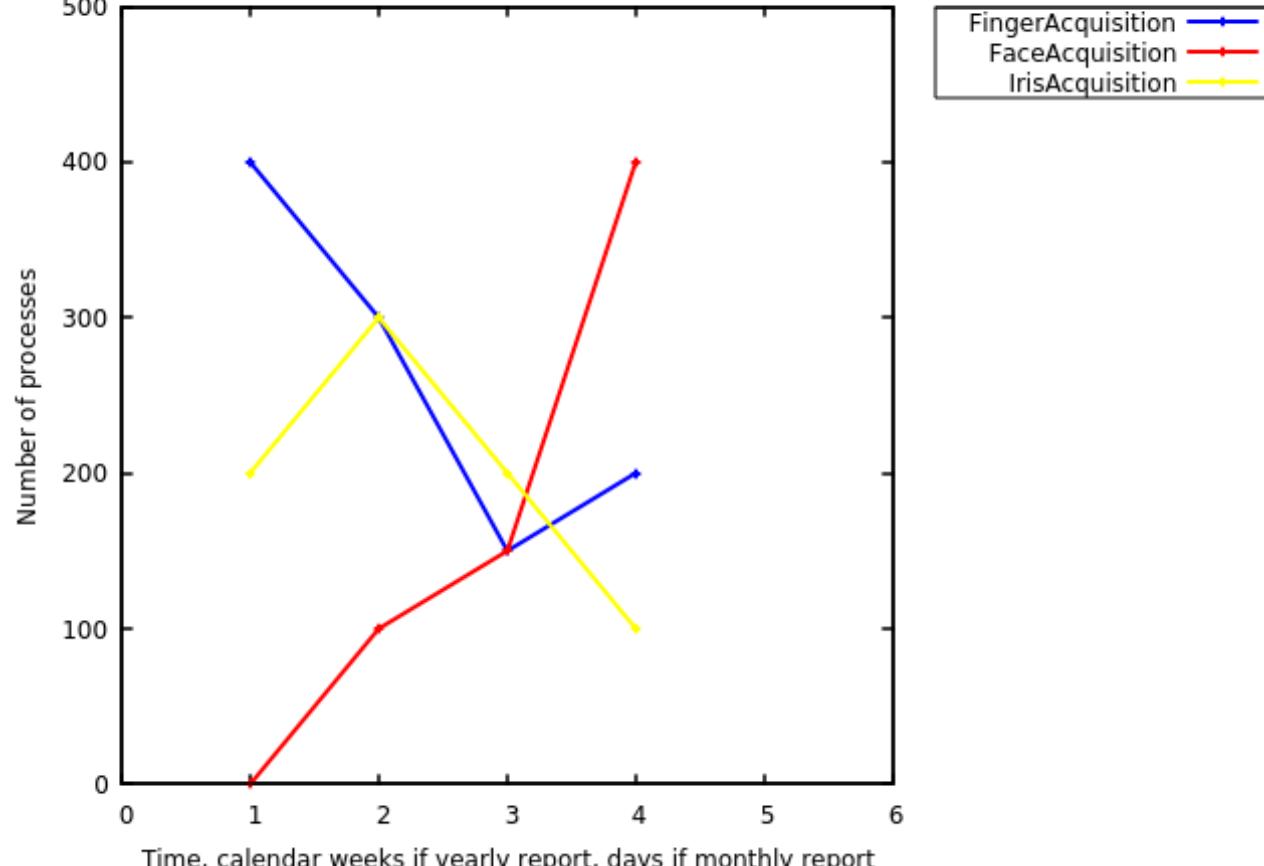 500
400
300
200
100
0
Number of processes
0 1 2 3 4 5 6
Time, calendar weeks if yearly report, days if monthly report
FingerAcquisition
FaceAcquisition
IrisAcquisition